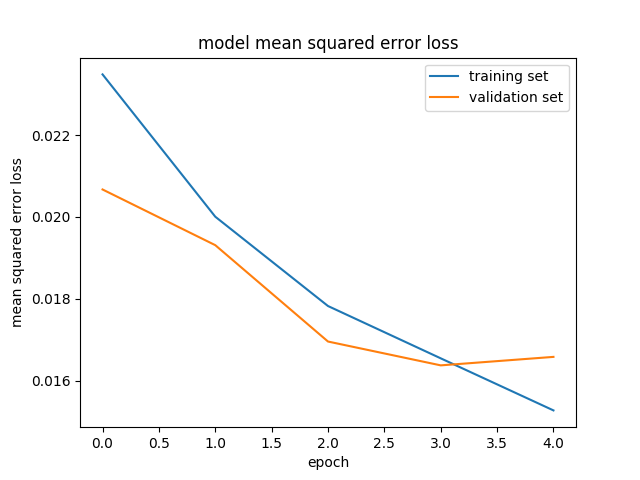 model mean squared error loss
training set
validation set
mean squared error loss
0.022
0.020
0.018
0.016
0.0 0.5 1.0 1.5 2.0 2.5 3.0 3.5 4.0
epoch